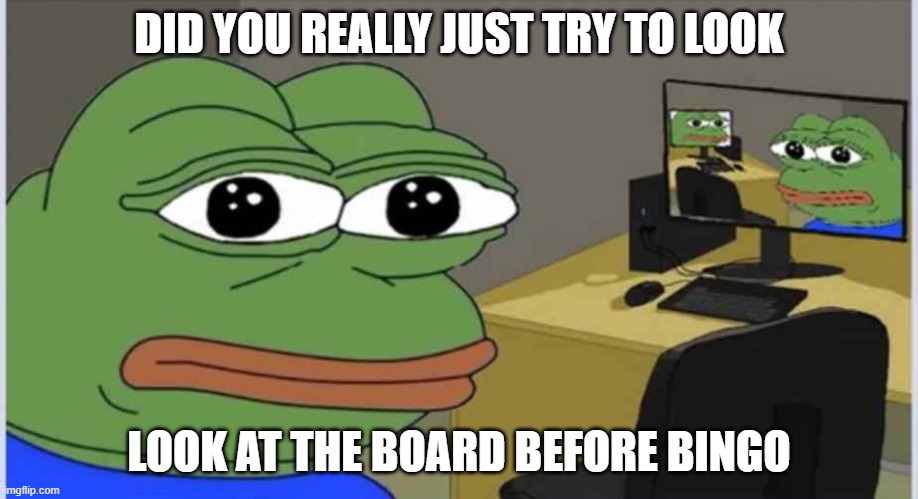 DID YOU REALLY JUST TRY TO LOOK
LOOK AT THE BOARD BEFORE BINGO
imgflip.com